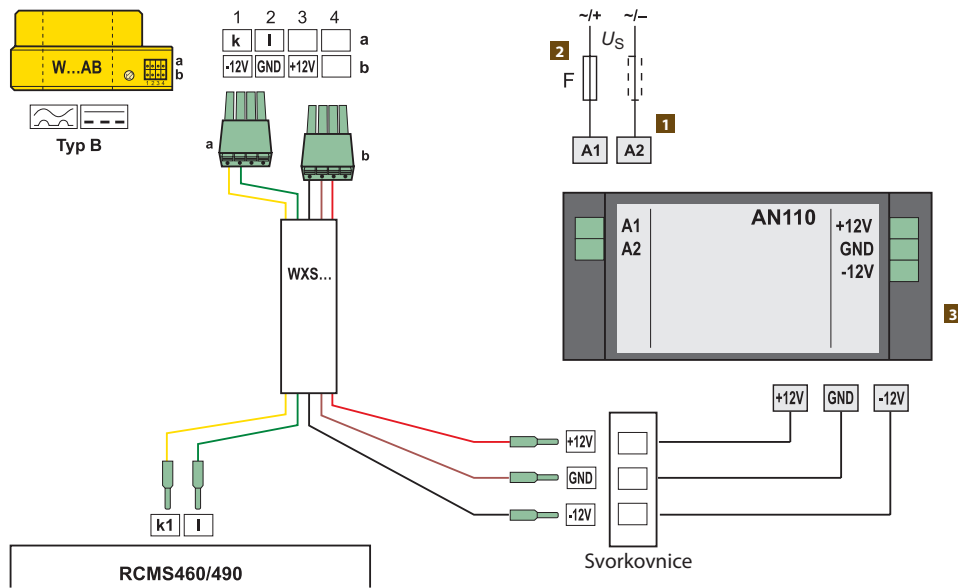 W...AB
a
b
1 2 3 4
Typ B
1 2 3 4
k l a
-12V GND +12V b
a
b
WXS...
k1 l
RCMS460/490
~/+ ~/–
US
2
F
1
A1 A2
AN110
A1 +12V
A2 GND
-12V
3
+12V GND -12V
+12V
GND
-12V
Svorkovnice